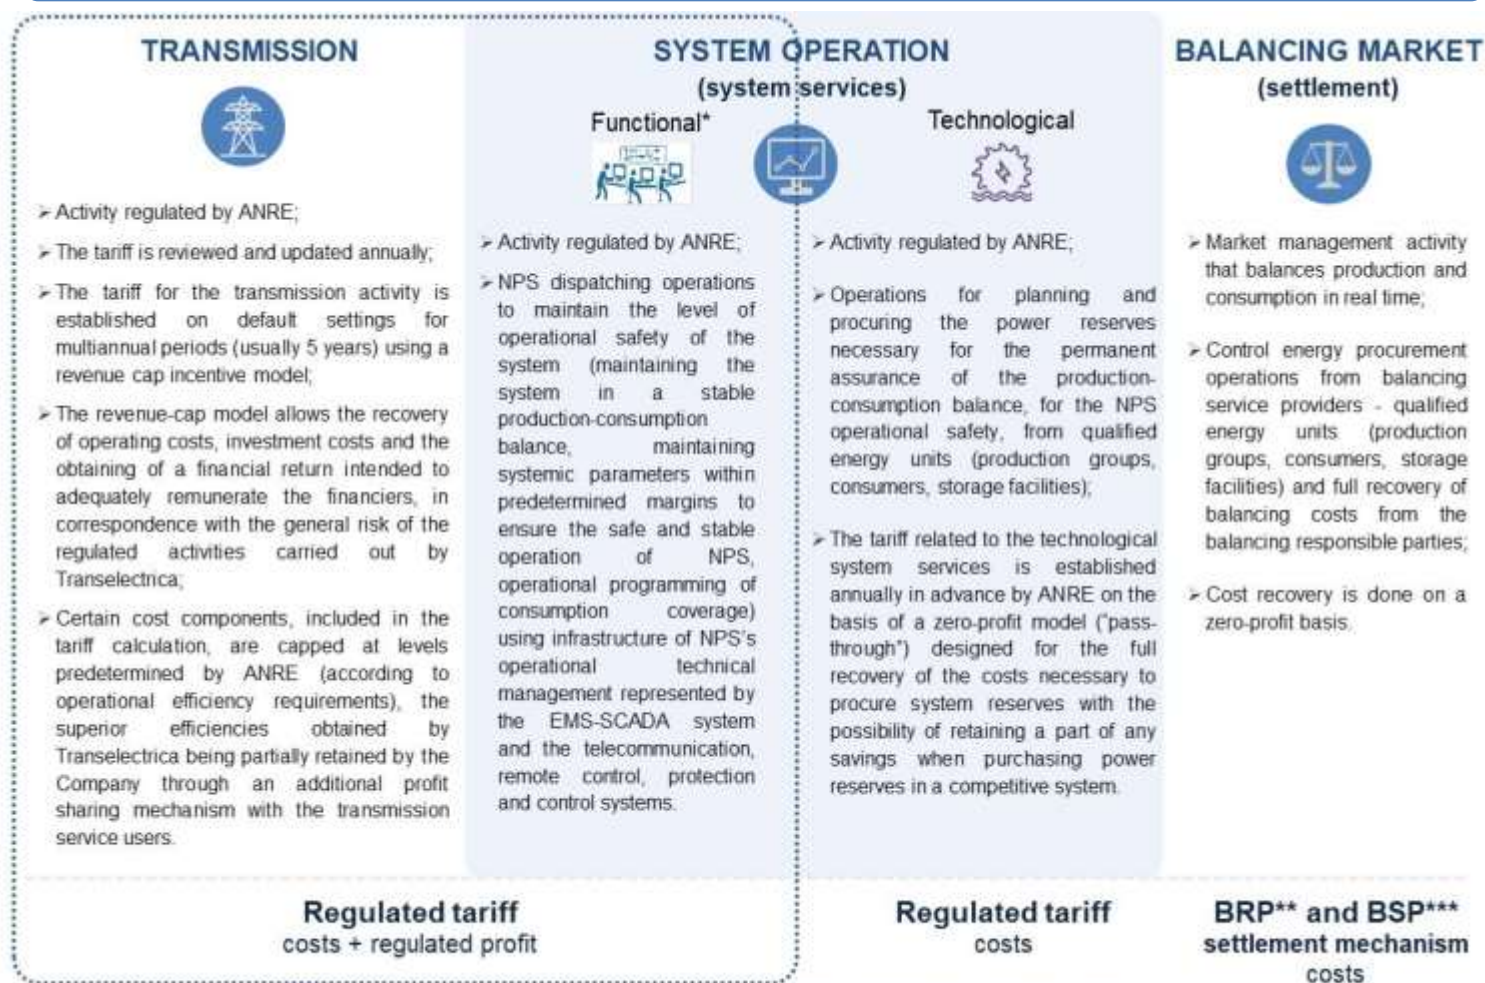 TRANSMISSION
➢ Activity regulated by ANRE;
➢ The tariff is reviewed and updated annually;
➢ The tariff for the transmission activity is
established on default settings for
multiannual periods (usually 5 years) using a
revenue cap incentive model;
➢ The revenue-cap model allows the recovery
of operating costs, investment costs and the
obtaining of a financial return intended to
adequately remunerate the financiers, in
correspondence with the general risk of the
regulated activities carried out by
Transelectrica;
➢ Certain cost components, included in the
tariff calculation, are capped at levels
predetermined by ANRE (according to
operational efficiency requirements), the
superior efficiencies obtained by
Transelectrica being partially retained by the
Company through an additional profit
sharing mechanism with the transmission
service users.
SYSTEM OPERATION
(system services)
Functional*
➢ Activity regulated by ANRE;
➢ NPS dispatching operations
to maintain the level of
operational safety of the
system (maintaining the
system in a stable
production-consumption
balance, maintaining
systemic parameters within
predetermined margins to
ensure the safe and stable
operation of NPS,
operational programming of
consumption coverage)
using infrastructure of NPS's
operational technical
management represented by
the EMS-SCADA system
and the telecommunication,
remote control, protection
and control systems.
Technological
➢ Activity regulated by ANRE;
➢ Operations for planning and
procuring the power reserves
necessary for the permanent
assurance of the production-
consumption balance, for the NPS
operational safety, from qualified
energy units (production groups,
consumers, storage facilities);
➢ The tariff related to the technological
system services is established
annually in advance by ANRE on the
basis of a zero-profit model ("pass-
through") designed for the full
recovery of the costs necessary to
procure system reserves with the
possibility of retaining a part of any
savings when purchasing power
reserves in a competitive system.
BALANCING MARKET
(settlement)
➢ Market management activity
that balances production and
consumption in real time;
➢ Control energy procurement
operations from balancing
service providers - qualified
energy units (production
groups, consumers, storage
facilities) and full recovery of
balancing costs from the
balancing responsible parties;
➢ Cost recovery is done on a
zero-profit basis.
Regulated tariff
costs + regulated profit
Regulated tariff
costs
BRP** and BSP***
settlement mechanism
costs